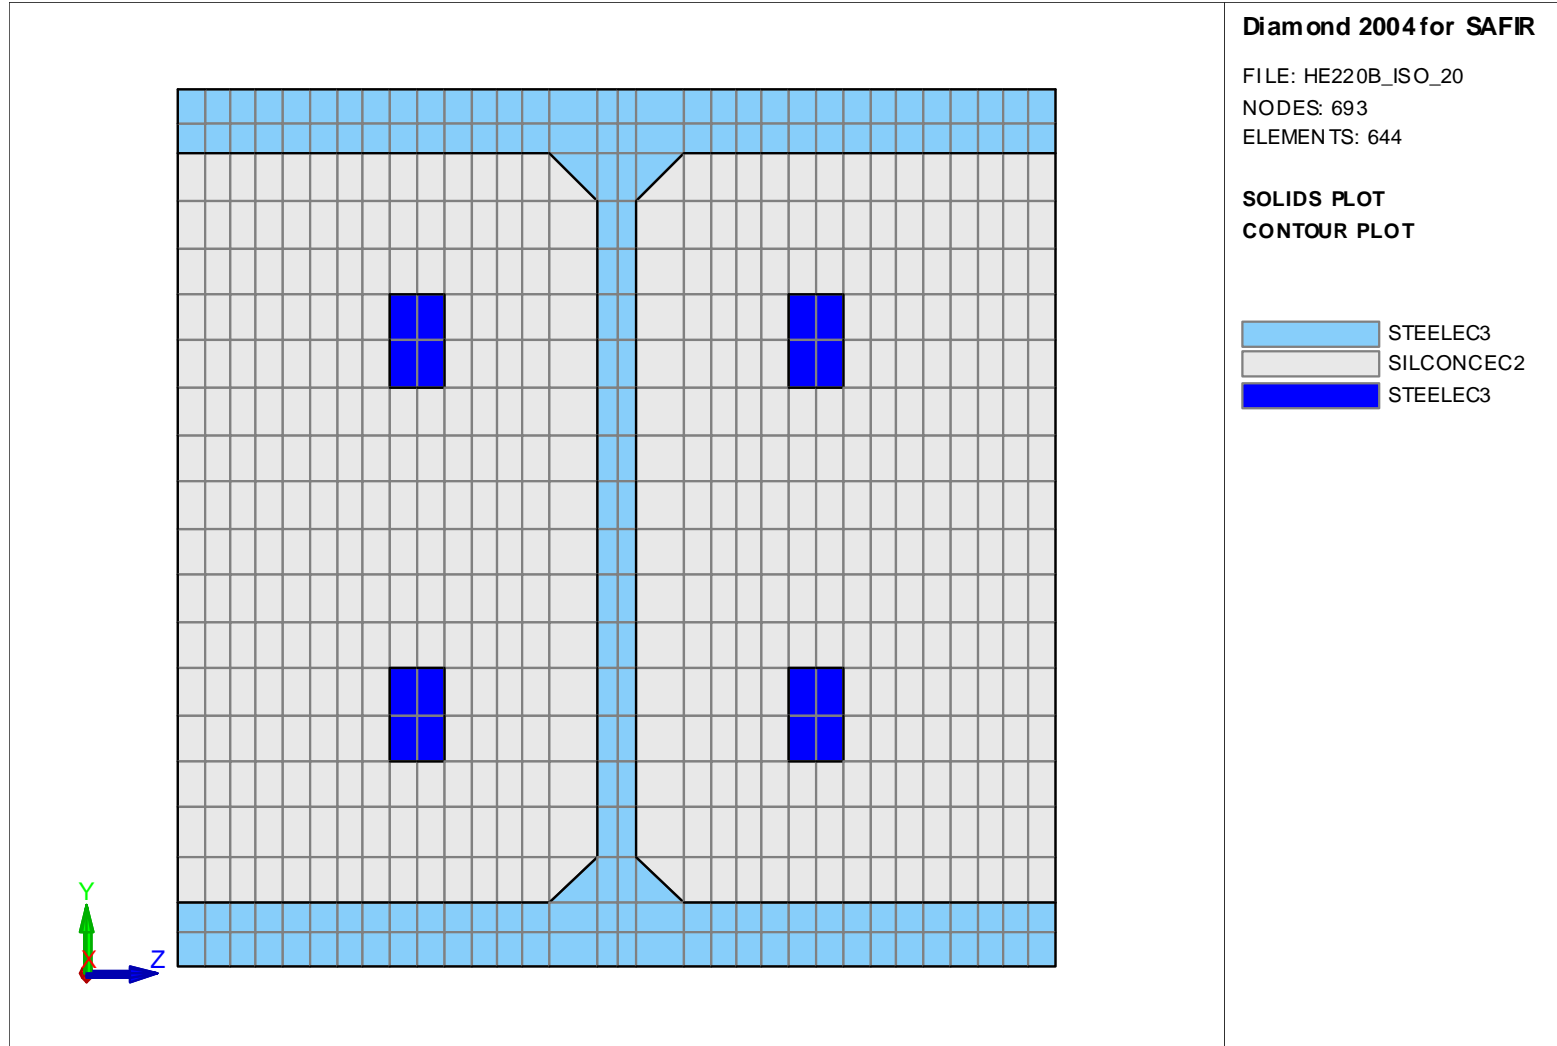 Diamond 2004 for SAFIR
FILE: HE220B_ISO_20
NODES: 693
ELEMENTS: 644
SOLIDS PLOT
CONTOUR PLOT
STEELEC3
SILCONCEC2
STEELEC3
Y
X
Z